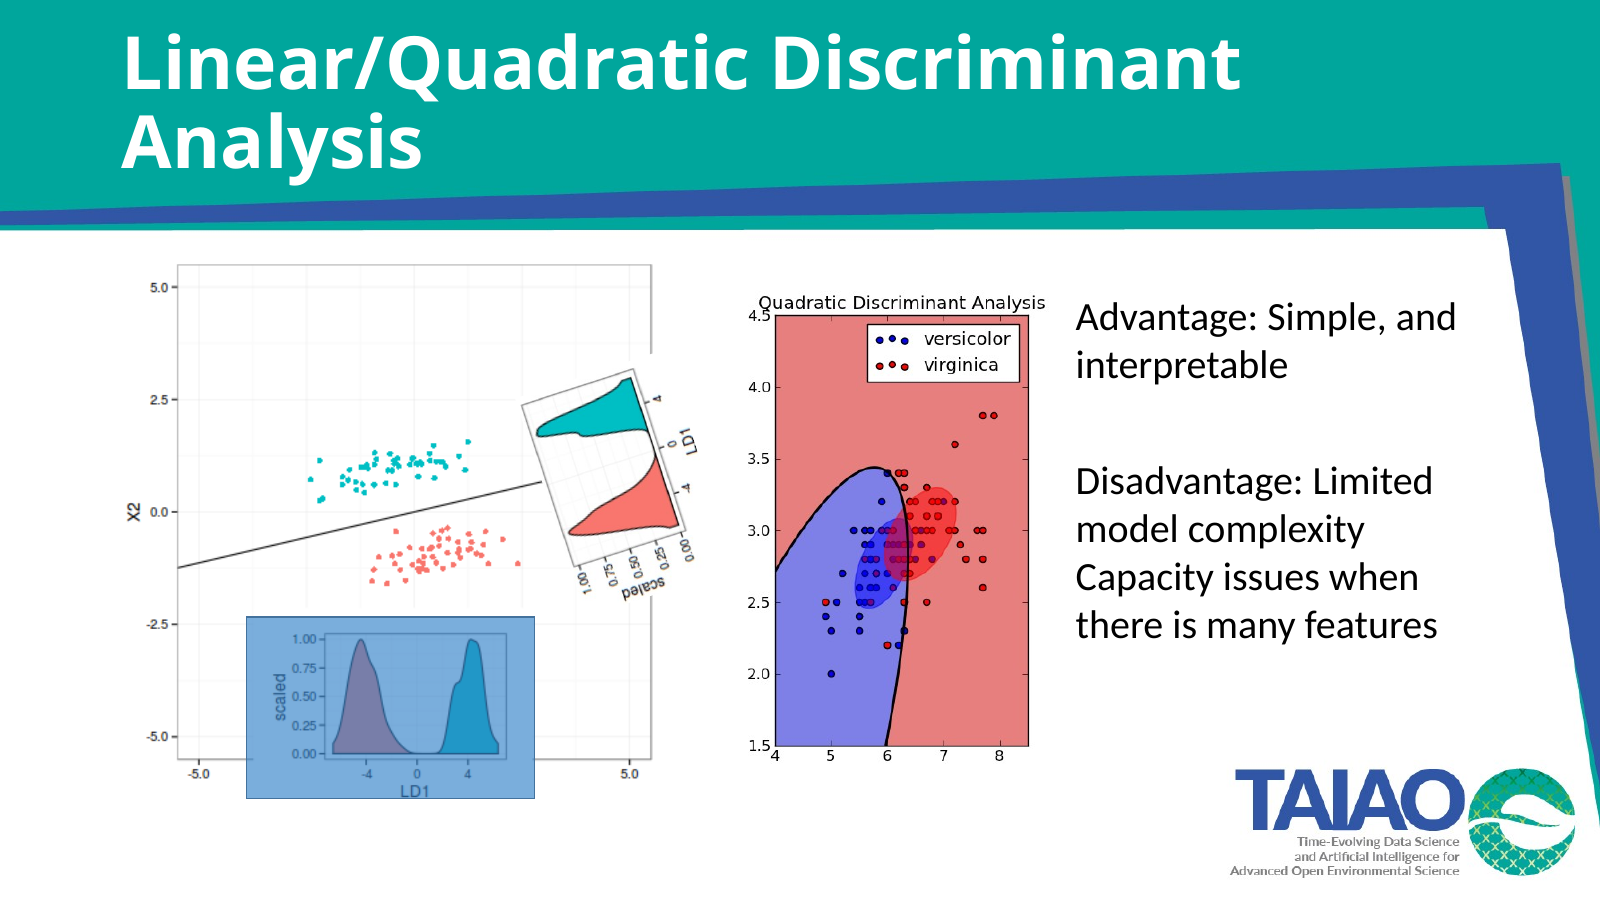 Linear/Quadratic Discriminant
Analysis
5.0
2.5
0.0
-2.5
-5.0
X2
-5.0
5.0
4
0
-4
LD1
0.00
0.25
0.50
0.75
1.00
scaled
1.00
0.75
0.50
0.25
0.00
scaled
-4
0
4
LD1
Quadratic Discriminant Analysis
4.5
4.0
3.5
3.0
2.5
2.0
1.5
versicolor
virginica
4 5 6 7 8
Advantage: Simple, and
interpretable
Disadvantage: Limited
model complexity
Capacity issues when
there is many features
TAIAO
Time-Evolving Data Science
and Artificial Intelligence for
Advanced Open Environmental Science